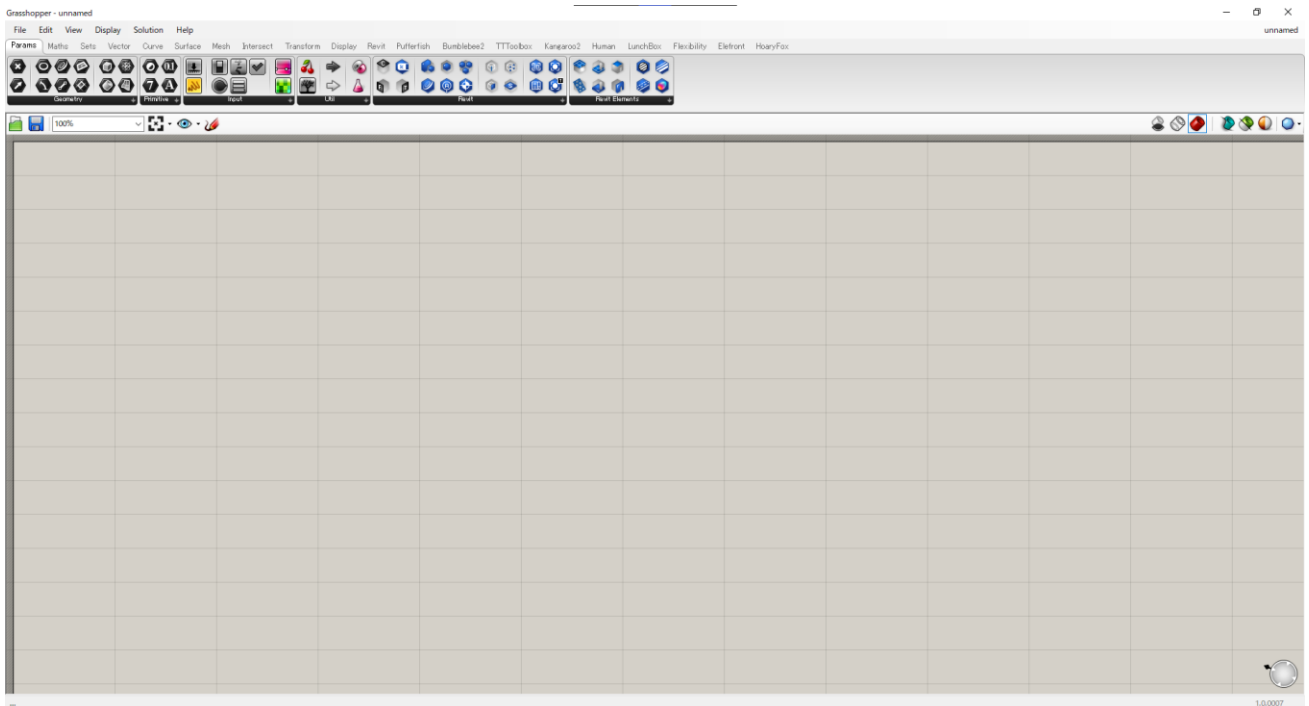 Grasshopper - unnamed
File Edit View Display Solution Help unnamed
Params Maths Sets Vector Curve Surface Mesh Intersect Transform Display Revit Pufferfish Bumblebee2 TTToolbox Kangaroo2 Human LunchBox Flexibility Elefront HoaryFox
Geometry Primitive Input Util Revit Revit Elements
100%
1.0.0007